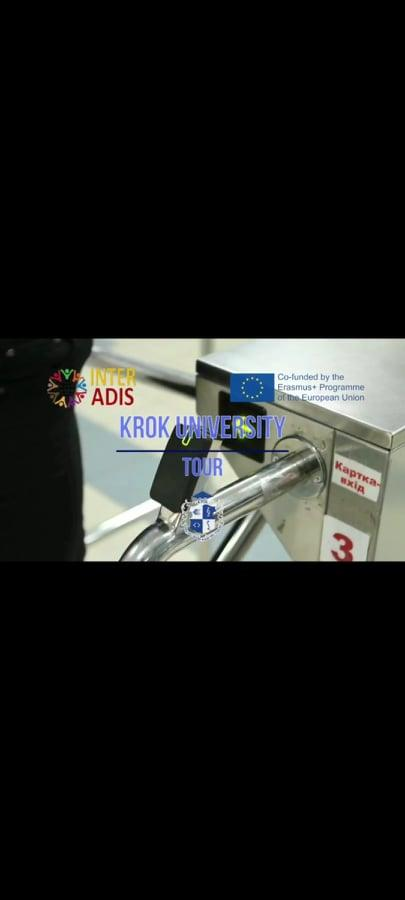 INTER
ADIS
Co-funded by the
Erasmus+ Programme
of the European Union
KROK UNIVERSITY
TOUR
Картка-
вхід
3